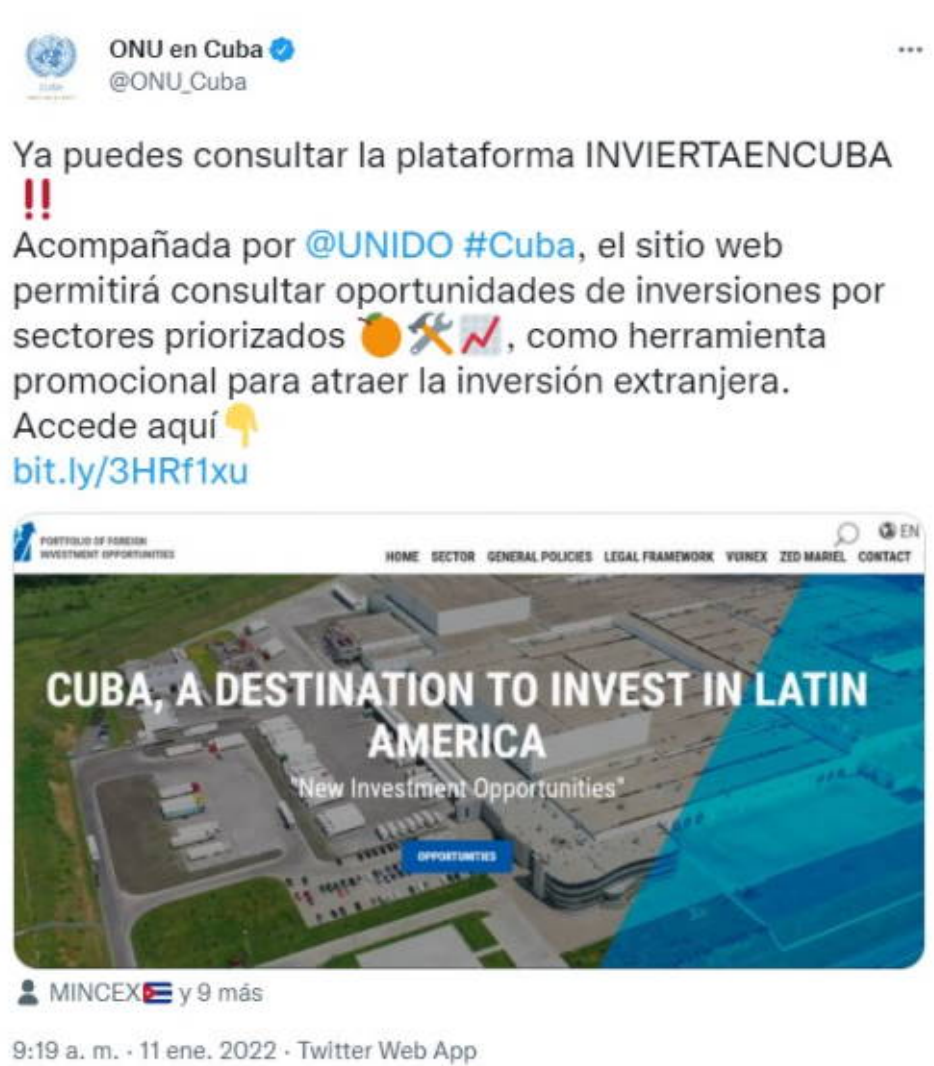 ONU en Cuba
@ONU_Cuba
Ya puedes consultar la plataforma INVIERTAENCUBA
‼
Acompañada por @UNIDO #Cuba, el sitio web
permitirá consultar oportunidades de inversiones por
sectores priorizados 🍊🛠📈, como herramienta
promocional para atraer la inversión extranjera.
Accede aquí👇
bit.ly/3HRf1xu
PORTFOLIO OF FOREIGN
INVESTMENT OPPORTUNITIES
EN
HOME SECTOR GENERAL POLICIES LEGAL FRAMEWORK VUINEX ZED MARIEL CONTACT
CUBA, A DESTINATION TO INVEST IN LATIN
AMERICA
"New Investment Opportunities"
OPPORTUNITIES
MINCEX🇨🇺 y 9 más
9:19 a. m. · 11 ene. 2022 · Twitter Web App